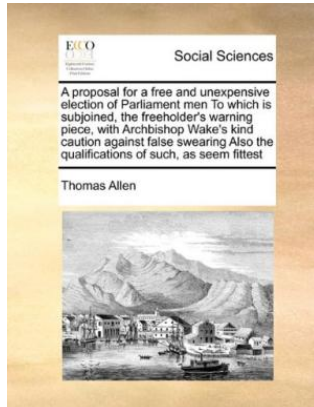 ECCO
Social Sciences
A proposal for a free and unexpensive
election of Parliament men To which is
subjoined, the freeholder's warning
piece, with Archbishop Wake's kind
caution against false swearing Also the
qualifications of such, as seem fittest
Thomas Allen